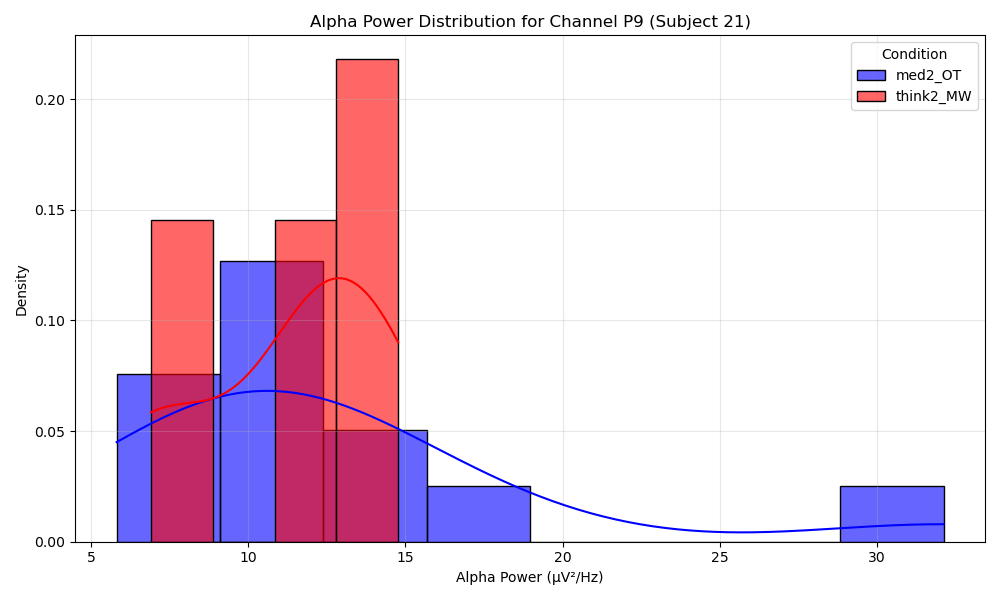 Alpha Power Distribution for Channel P9 (Subject 21)
Condition
med2_OT
think2_MW
0.20
0.15
0.10
0.05
0.00
Density
5 10 15 20 25 30
Alpha Power (µV²/Hz)